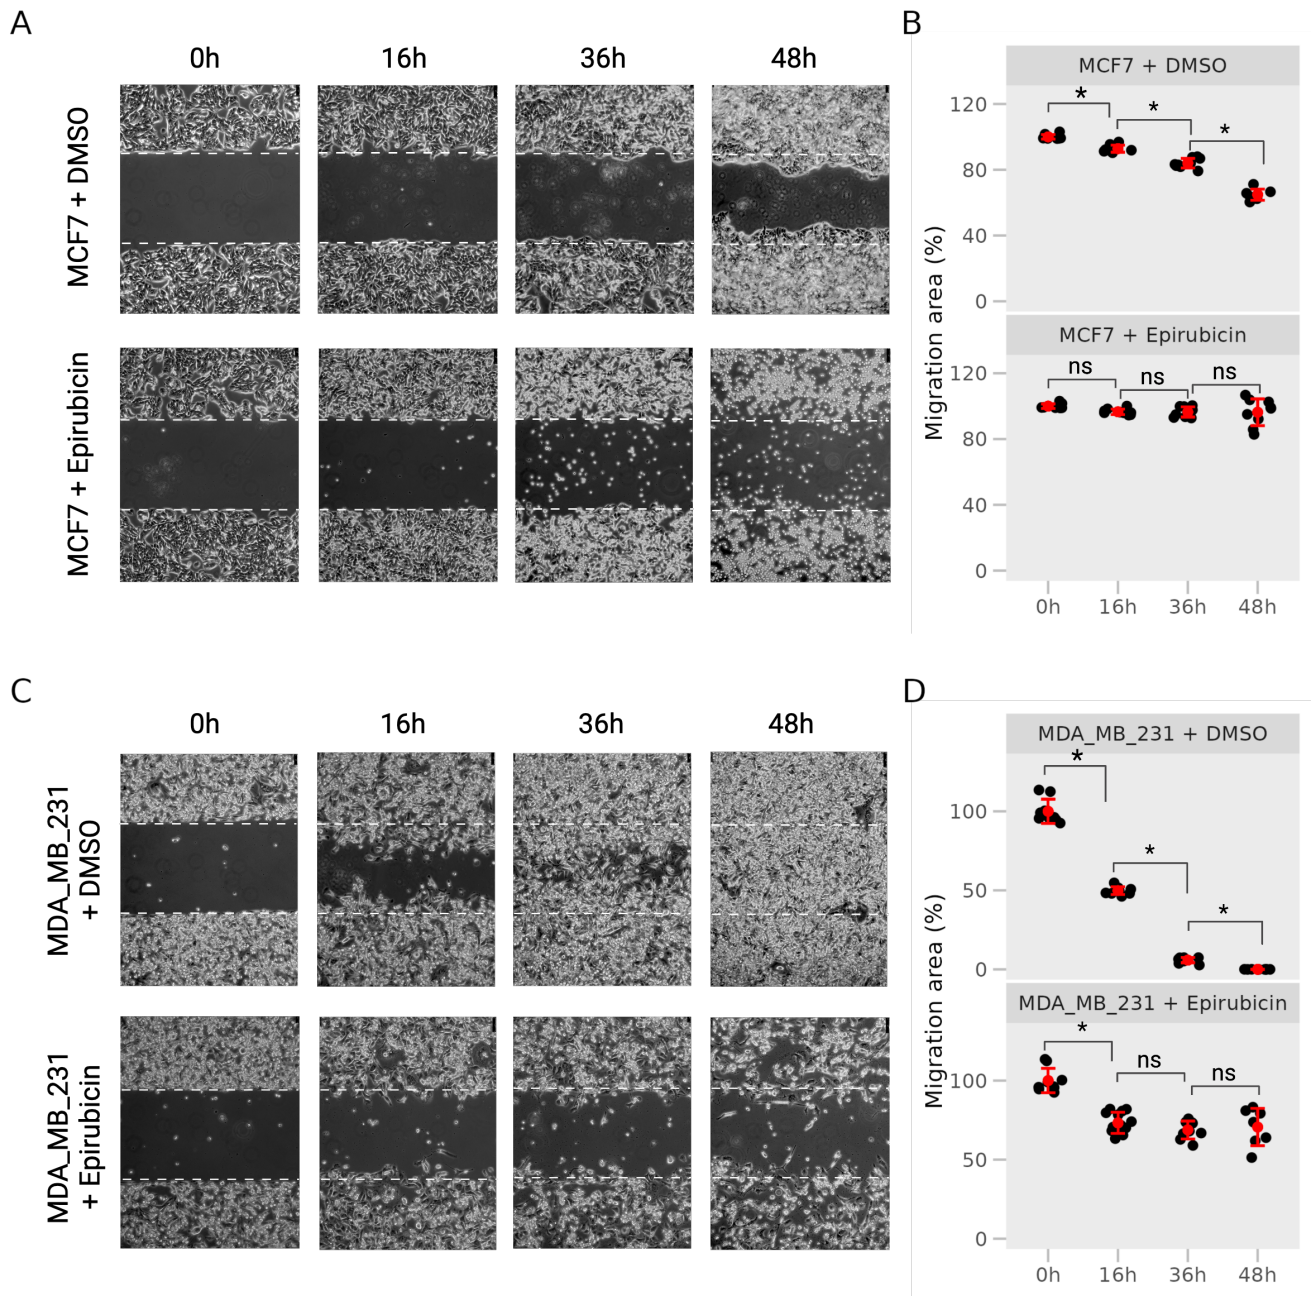 A
0h 16h 36h 48h
MCF7 + DMSO
MCF7 + Epirubicin
B
MCF7 + DMSO
120
80
40
0
* * *
Migration area (%)
MCF7 + Epirubicin
120
80
40
0
ns ns ns
0h 16h 36h 48h
C
0h 16h 36h 48h
MDA_MB_231
+ DMSO
MDA_MB_231
+ Epirubicin
D
MDA_MB_231 + DMSO
100
50
0
* * *
Migration area (%)
MDA_MB_231 + Epirubicin
100
50
0
* ns ns
0h 16h 36h 48h